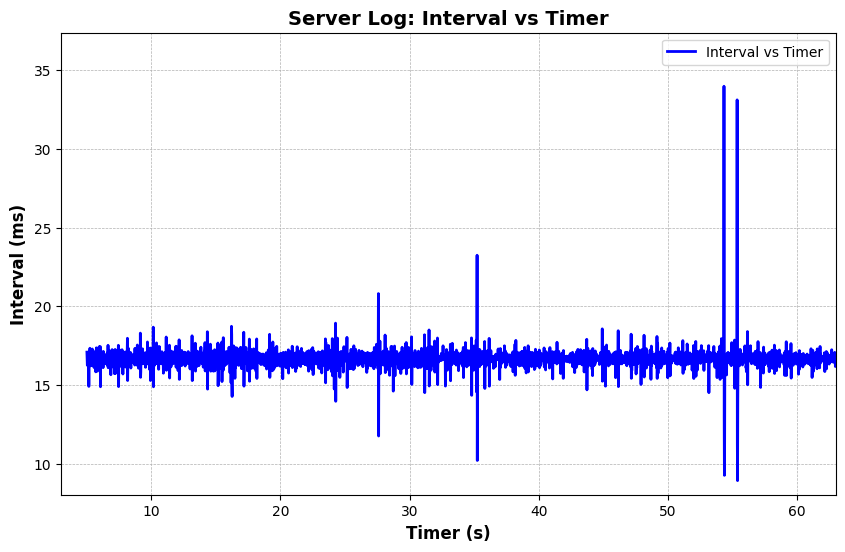 Server Log: Interval vs Timer
Interval vs Timer
35
30
25
20
15
10
Interval (ms)
10 20 30 40 50 60
Timer (s)